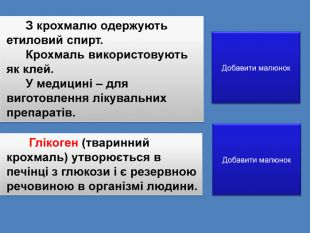 З крохмалю одержують
етиловий спирт.
Крохмаль використовують
як клей.
У медицині – для
виготовлення лікувальних
препаратів.
Добавити малюнок
Глікоген (тваринний
крохмаль) утворюється в
печінці з глюкози і є резервною
речовиною в організмі людини.
Добавити малюнок